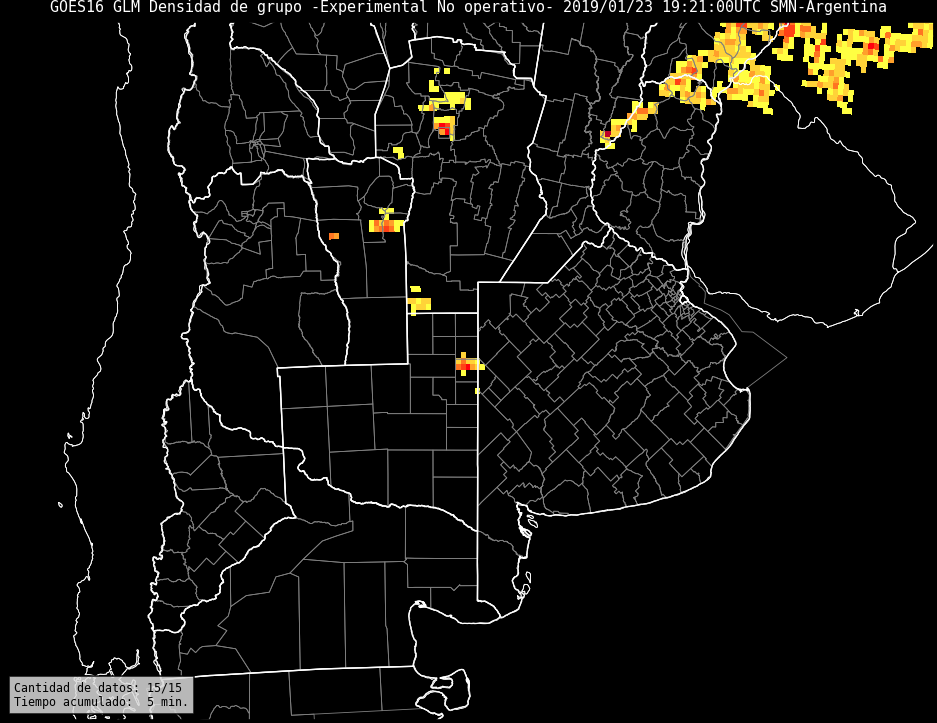 GOES16 GLM Densidad de grupo -Experimental No operativo- 2019/01/23 19:21:00UTC SMN-Argentina
Cantidad de datos: 15/15
Tiempo acumulado:  5 min.